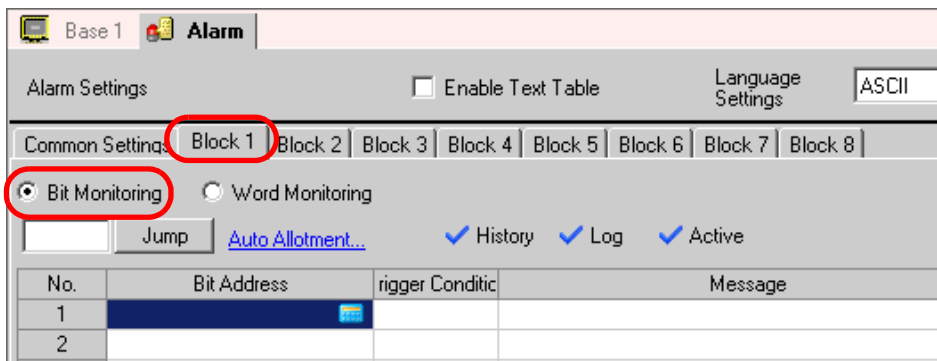 Base 1 Alarm
Alarm Settings Enable Text Table Language Settings ASCII
Common Settings Block 1 Block 2 Block 3 Block 4 Block 5 Block 6 Block 7 Block 8
Bit Monitoring Word Monitoring
Jump Auto Allotment... History Log Active
No. Bit Address rigger Conditic Message
1
2